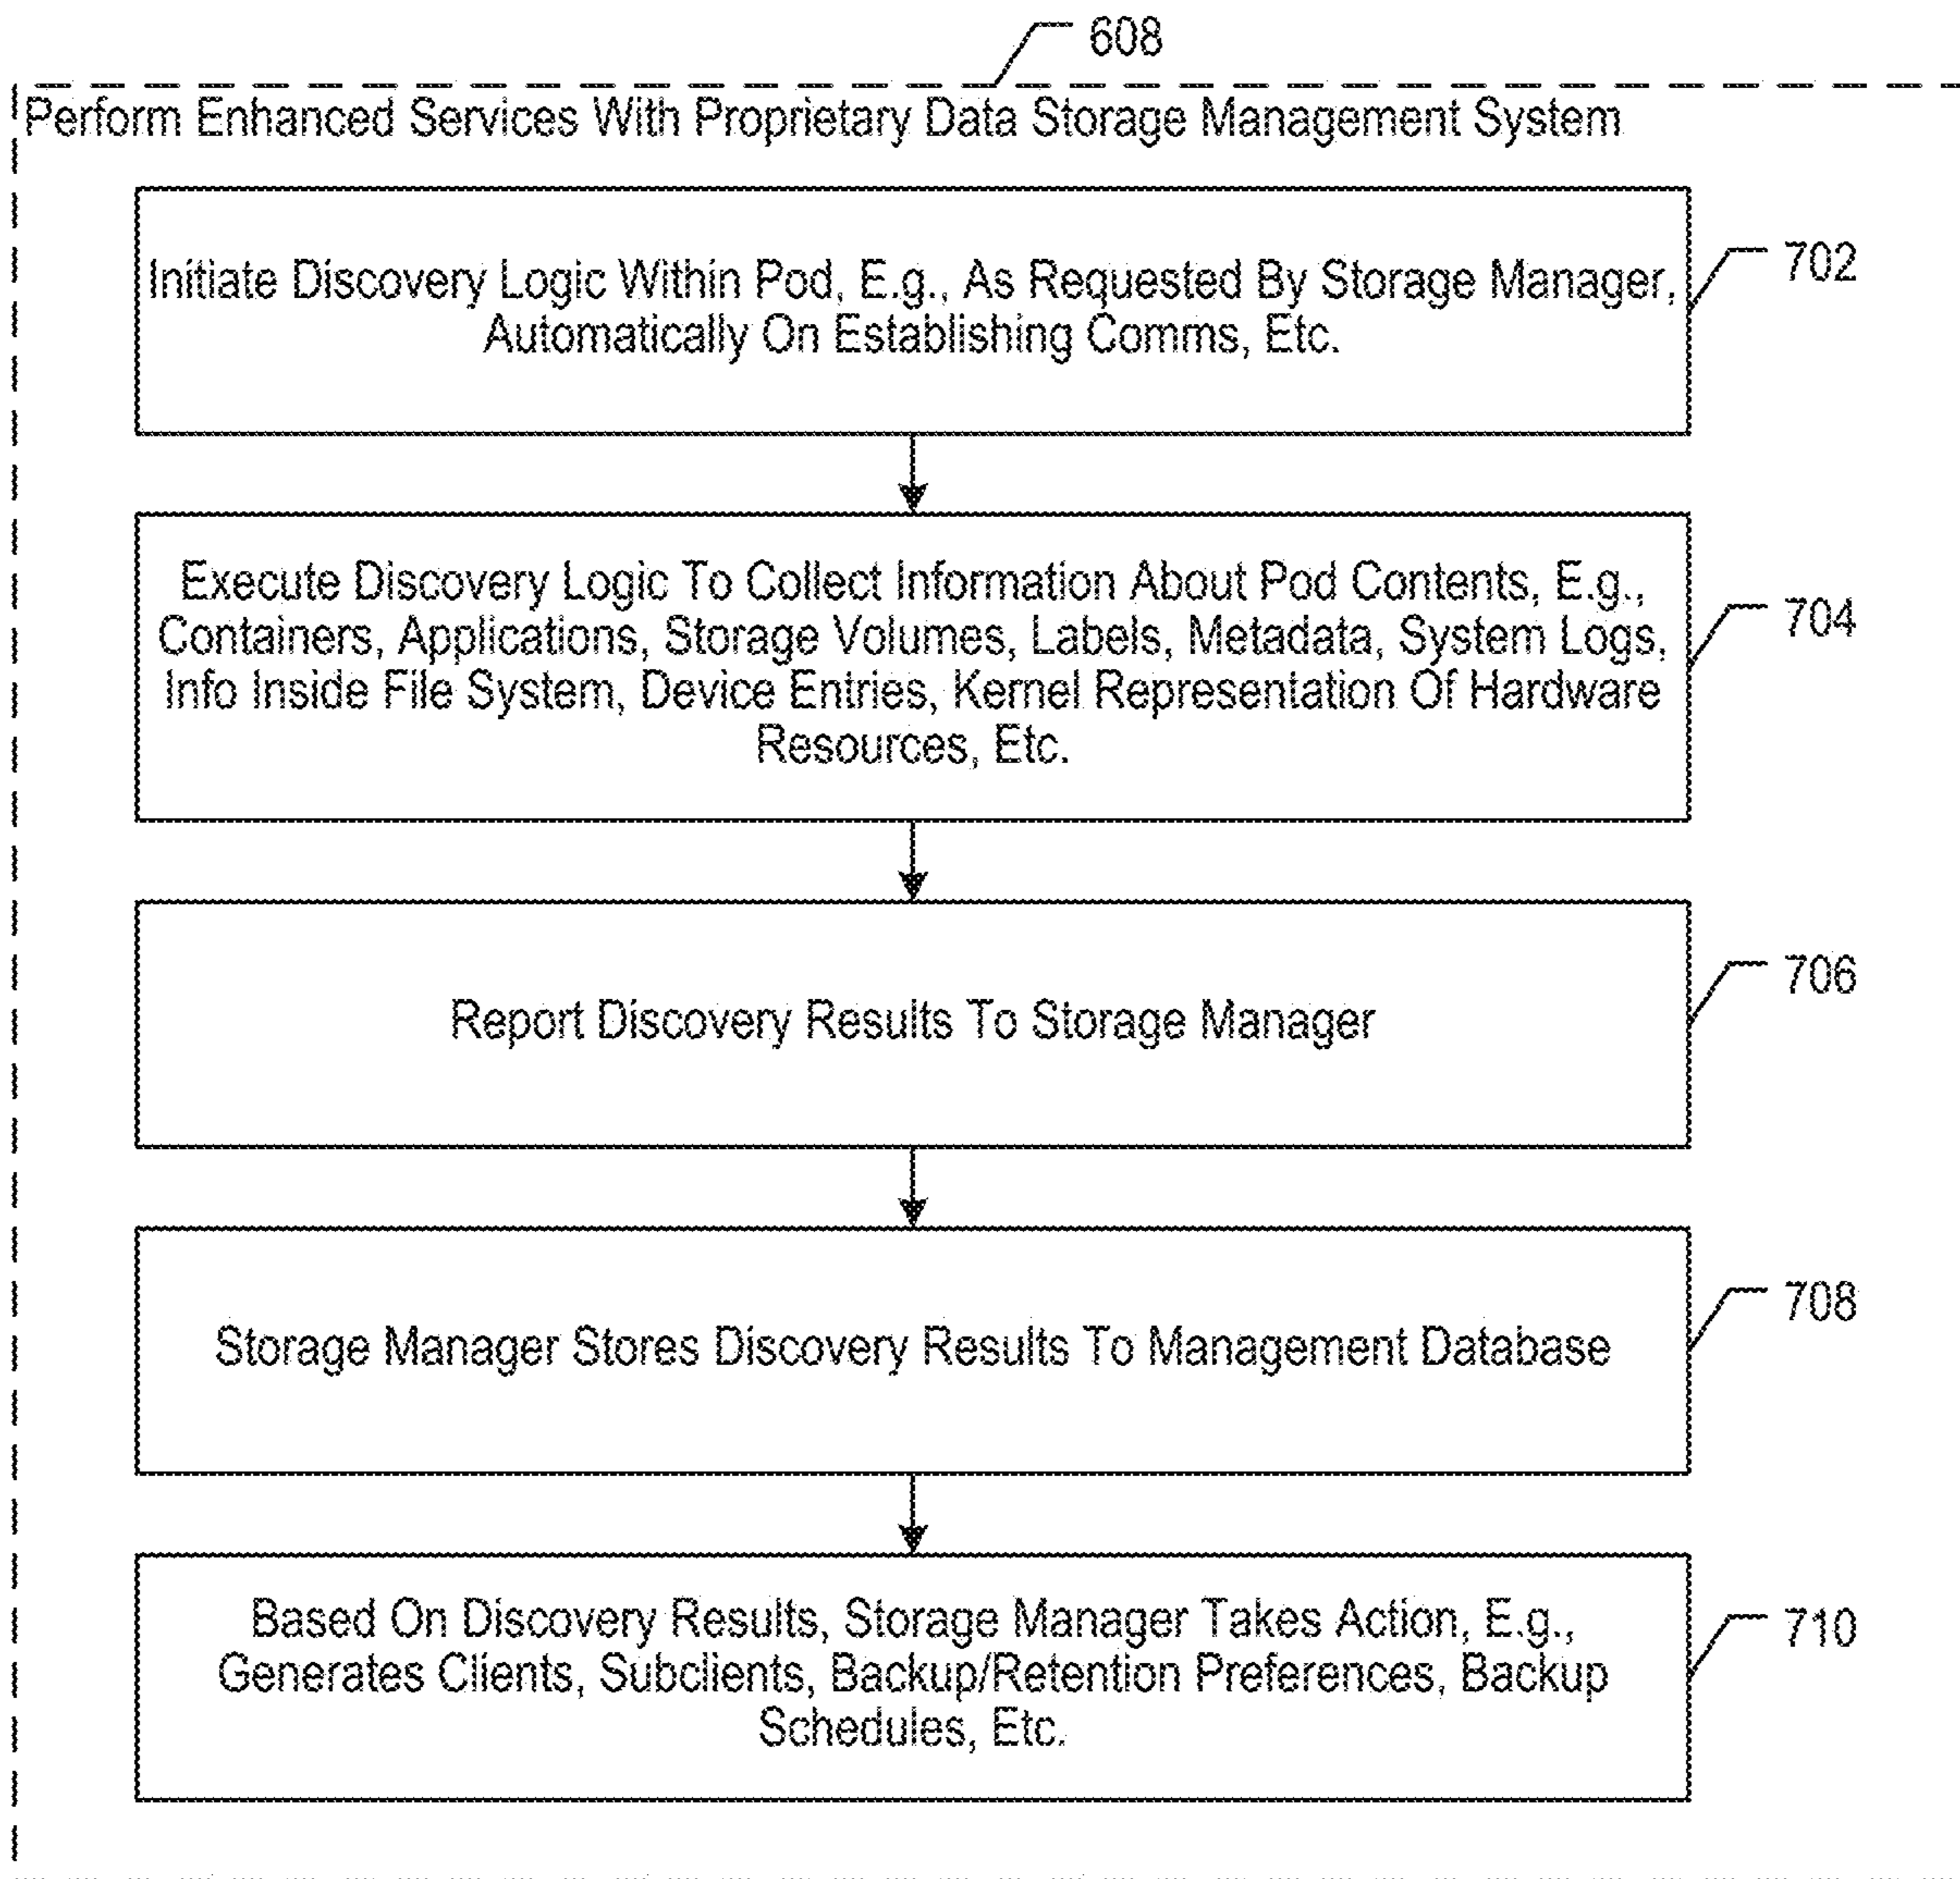 608
Perform Enhanced Services With Proprietary Data Storage Management System
Initiate Discovery Logic Within Pod, E.g., As Requested By Storage Manager,
Automatically On Establishing Comms, Etc.
702
Execute Discovery Logic To Collect Information About Pod Contents, E.g.,
Containers, Applications, Storage Volumes, Labels, Metadata, System Logs,
Info Inside File System, Device Entries, Kernel Representation Of Hardware
Resources, Etc.
704
Report Discovery Results To Storage Manager
706
Storage Manager Stores Discovery Results To Management Database
708
Based On Discovery Results, Storage Manager Takes Action, E.g.,
Generates Clients, Subclients, Backup/Retention Preferences, Backup
Schedules, Etc.
710